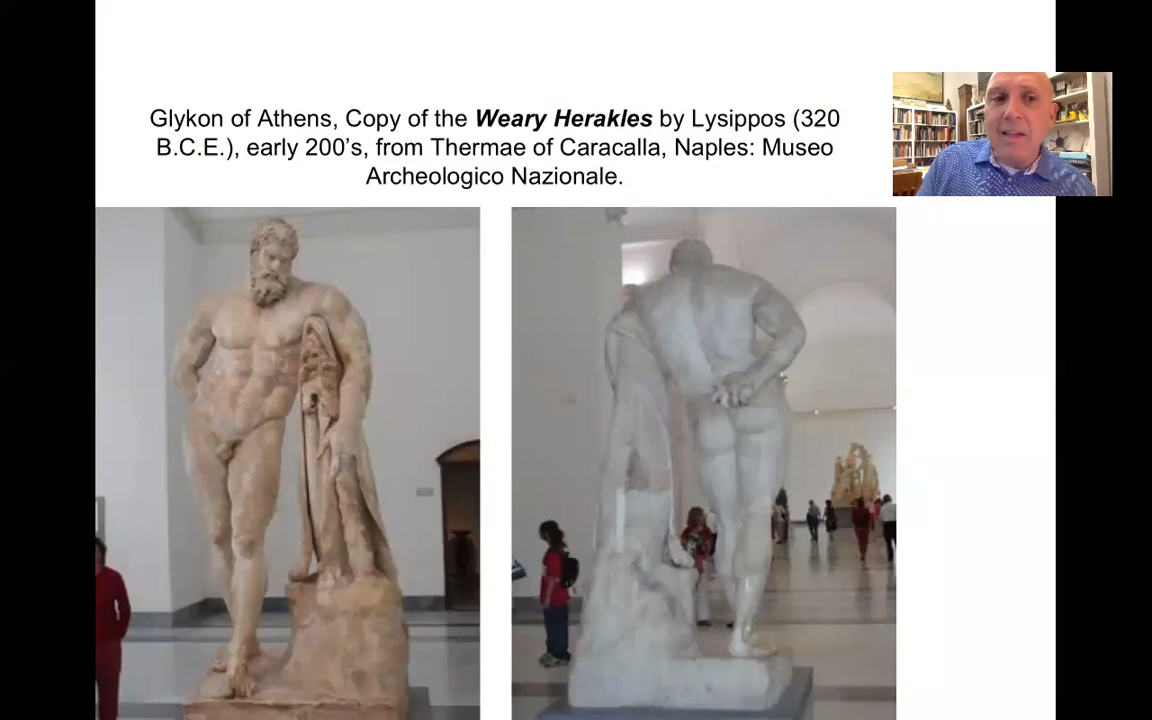 Glykon of Athens, Copy of the Weary Herakles by Lysippos (320
B.C.E.), early 200’s, from Thermae of Caracalla, Naples: Museo
Archeologico Nazionale.